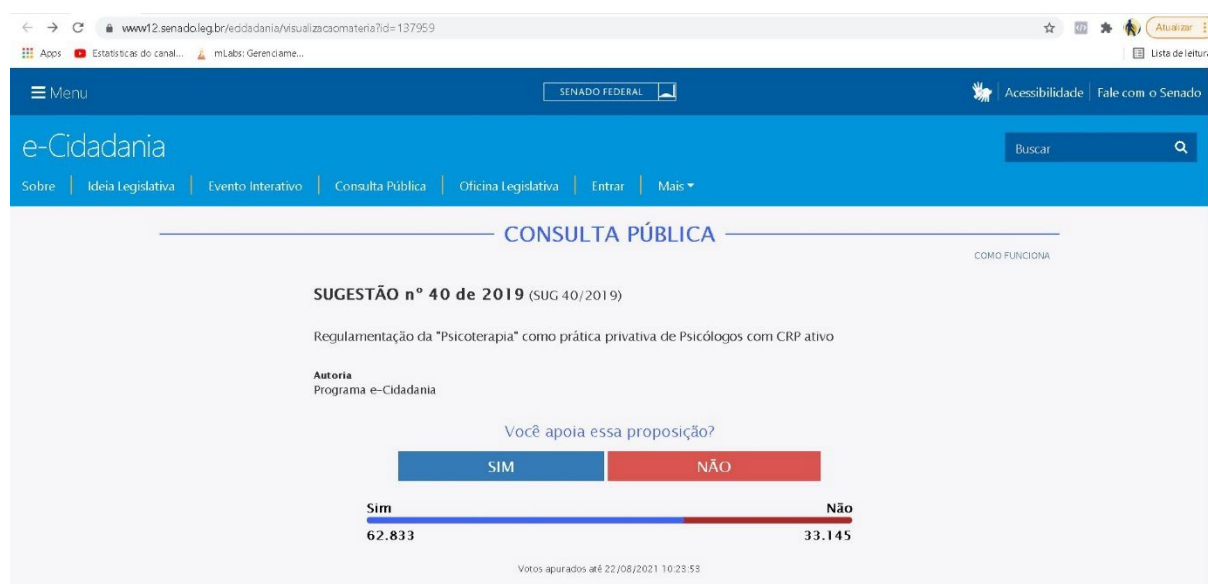 www12.senado.leg.br/ecidadania/visualizacaomateria?id=137959
Atualizar
Apps Estatísticas do canal... mLabs: Gerenciame... Lista de leitura
Menu SENADO FEDERAL Acessibilidade Fale com o Senado
e-Cidadania
Buscar
Sobre Ideia Legislativa Evento Interativo Consulta Pública Oficina Legislativa Entrar Mais
CONSULTA PÚBLICA
COMO FUNCIONA
SUGESTÃO nº 40 de 2019 (SUG 40/2019)
Regulamentação da "Psicoterapia" como prática privativa de Psicólogos com CRP ativo
Autoria
Programa e-Cidadania
Você apoia essa proposição?
SIM NÃO
Sim Não
62.833 33.145
Votos apurados até 22/08/2021 10:23:53